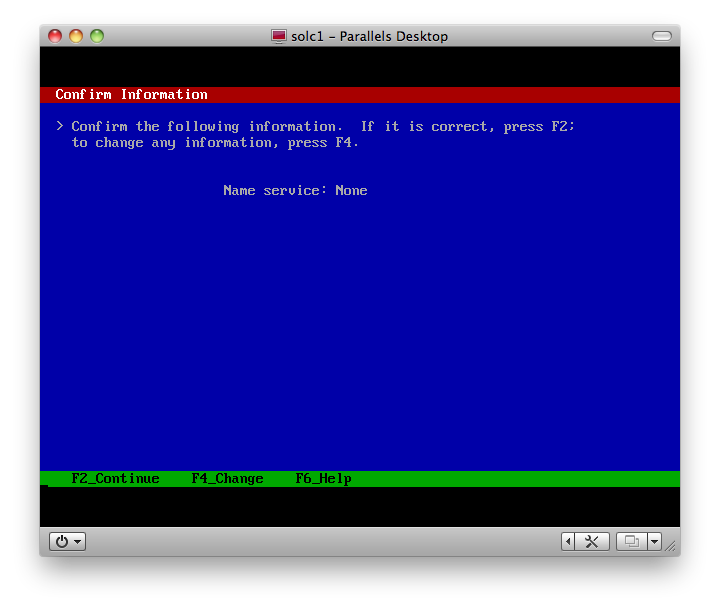 solc1 – Parallels Desktop
Confirm Information
> Confirm the following information.  If it is correct, press F2;
to change any information, press F4.
Name service: None
F2_Continue    F4_Change    F6_Help